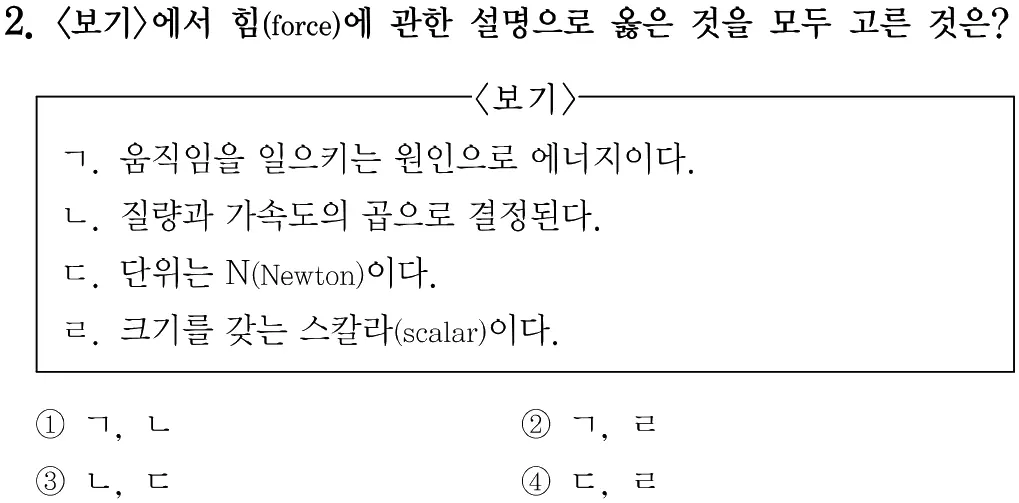 2. 〈보기〉에서 힘(force)에 관한 설명으로 옳은 것을 모두 고른 것은?
〈보기〉
ㄱ. 움직임을 일으키는 원인으로 에너지이다.
ㄴ. 질량과 가속도의 곱으로 결정된다.
ㄷ. 단위는 N(Newton)이다.
ㄹ. 크기를 갖는 스칼라(scalar)이다.
① ㄱ, ㄴ ② ㄱ, ㄹ
③ ㄴ, ㄷ ④ ㄷ, ㄹ